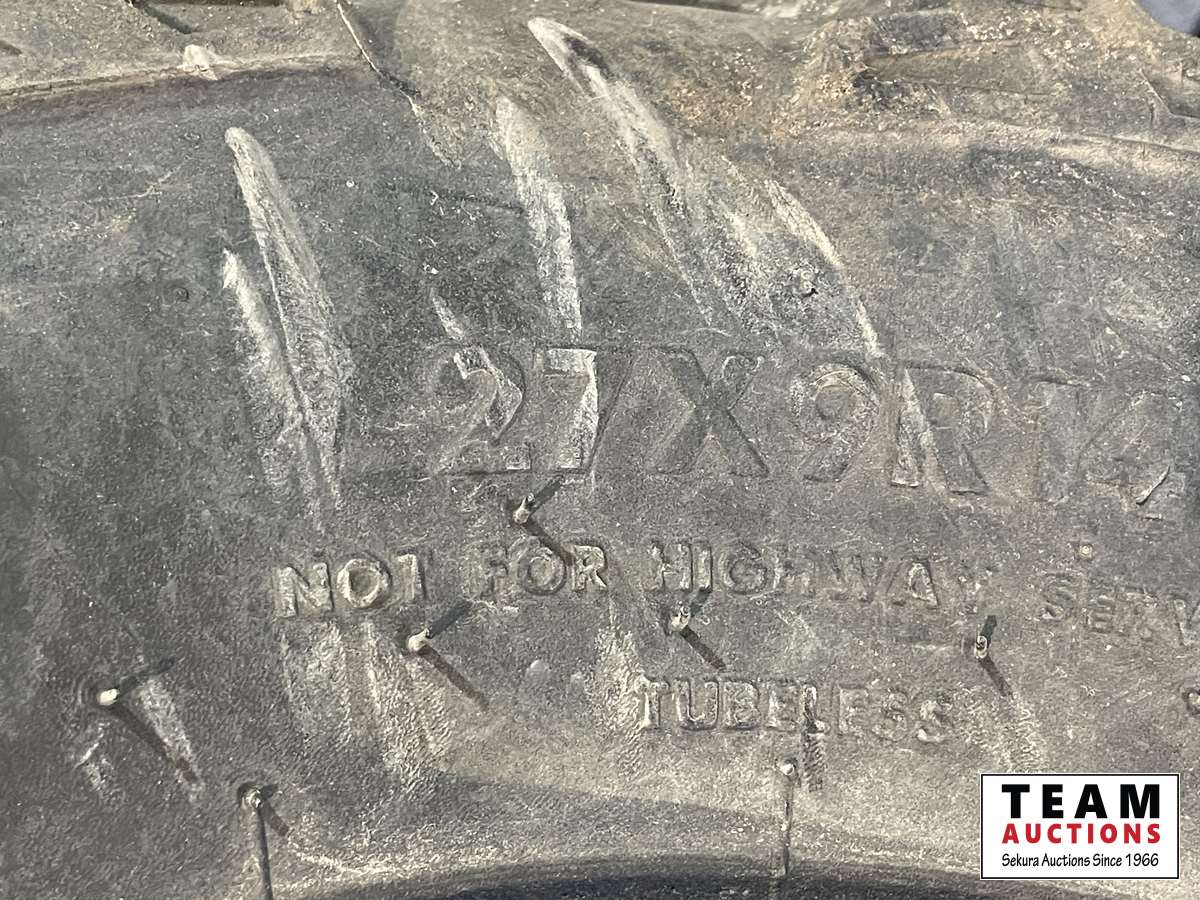 27X9R14
NOT FOR HIGHWAY
TUBELESS
TEAM
AUCTIONS
Sekura Auctions Since 1966